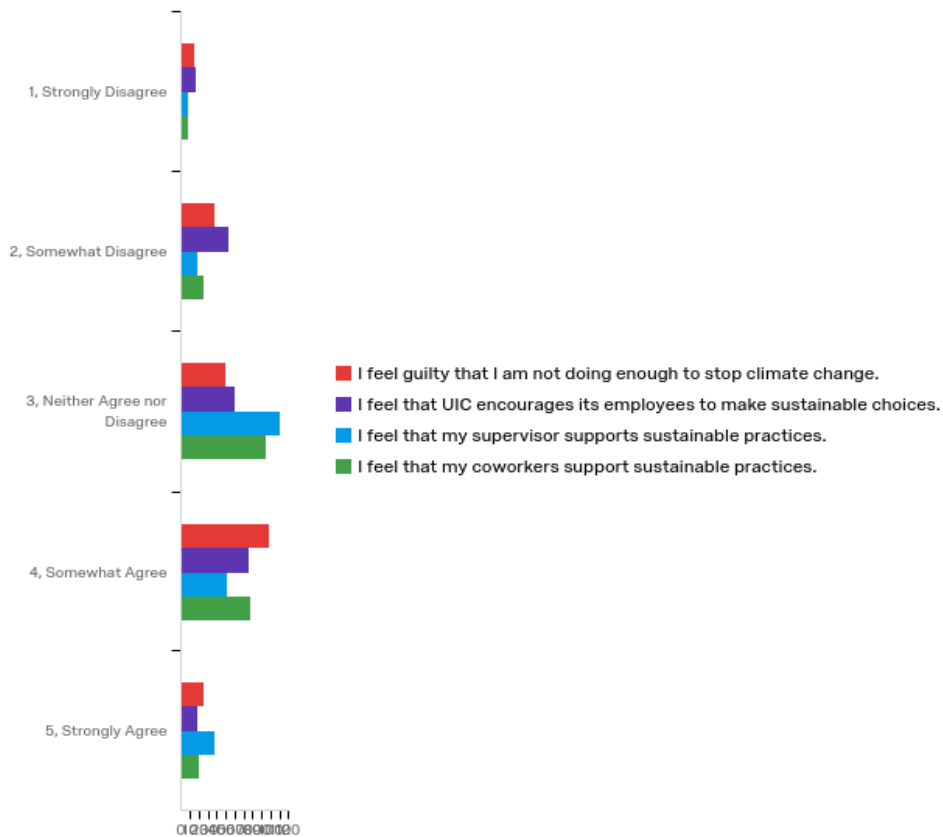 1, Strongly Disagree
2, Somewhat Disagree
3, Neither Agree nor
Disagree
4, Somewhat Agree
5, Strongly Agree
I feel guilty that I am not doing enough to stop climate change.
I feel that UIC encourages its employees to make sustainable choices.
I feel that my supervisor supports sustainable practices.
I feel that my coworkers support sustainable practices.